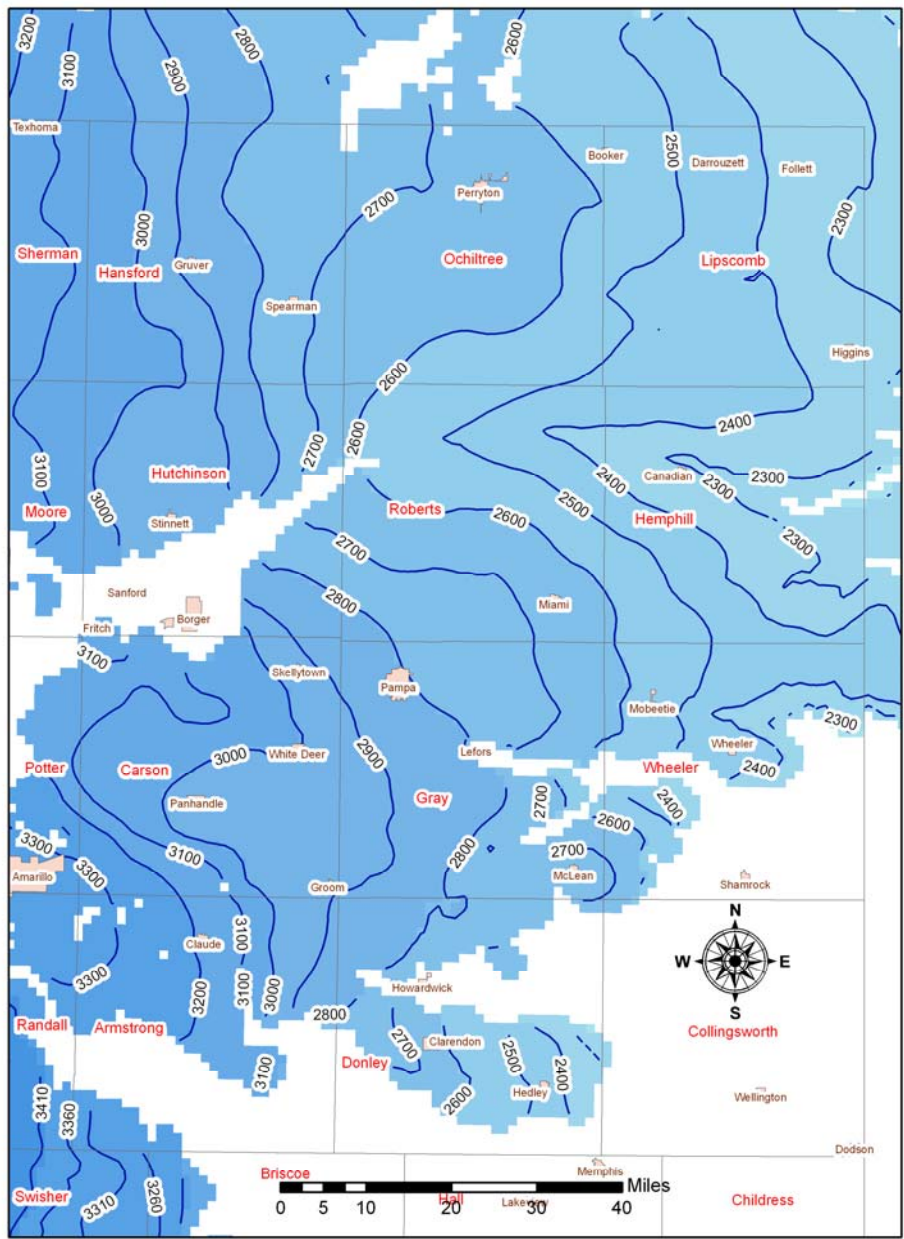 3200
3100
2900
2800
2600
Texhoma
Booker
2500
Darrouzett
Follett
Perryton
2700
3000
2300
Sherman
Hansford
Gruver
Ochiltree
Lipscomb
Spearman
Higgins
2600
2700
2600
2400
3100
Hutchinson
2400
Canadian
2300
2300
3000
Moore
Stinnett
Roberts
2500
2600
Hemphill
2700
2300
Sanford
2800
Miami
Borger
Fritch
3100
Skellytown
Pampa
Mobeetie
2300
3000
White Deer
2900
Lefors
Wheeler
2400
Potter
Carson
Wheeler
Panhandle
Gray
2700
2400
2600
3300
3100
2800
2700
3300
Amarillo
McLean
Groom
Shamrock
N
Claude
3100
W
E
3300
3200
3100
3000
Howardwick
S
2800
Randall
Armstrong
Collingsworth
2700
Clarendon
Donley
2500
2400
3100
2600
Hedley
Wellington
3410
3360
Dodson
Briscoe
Memphis
Miles
Swisher
3310
3260
Hall
Lakeview
Childress
0 5 10 20 30 40